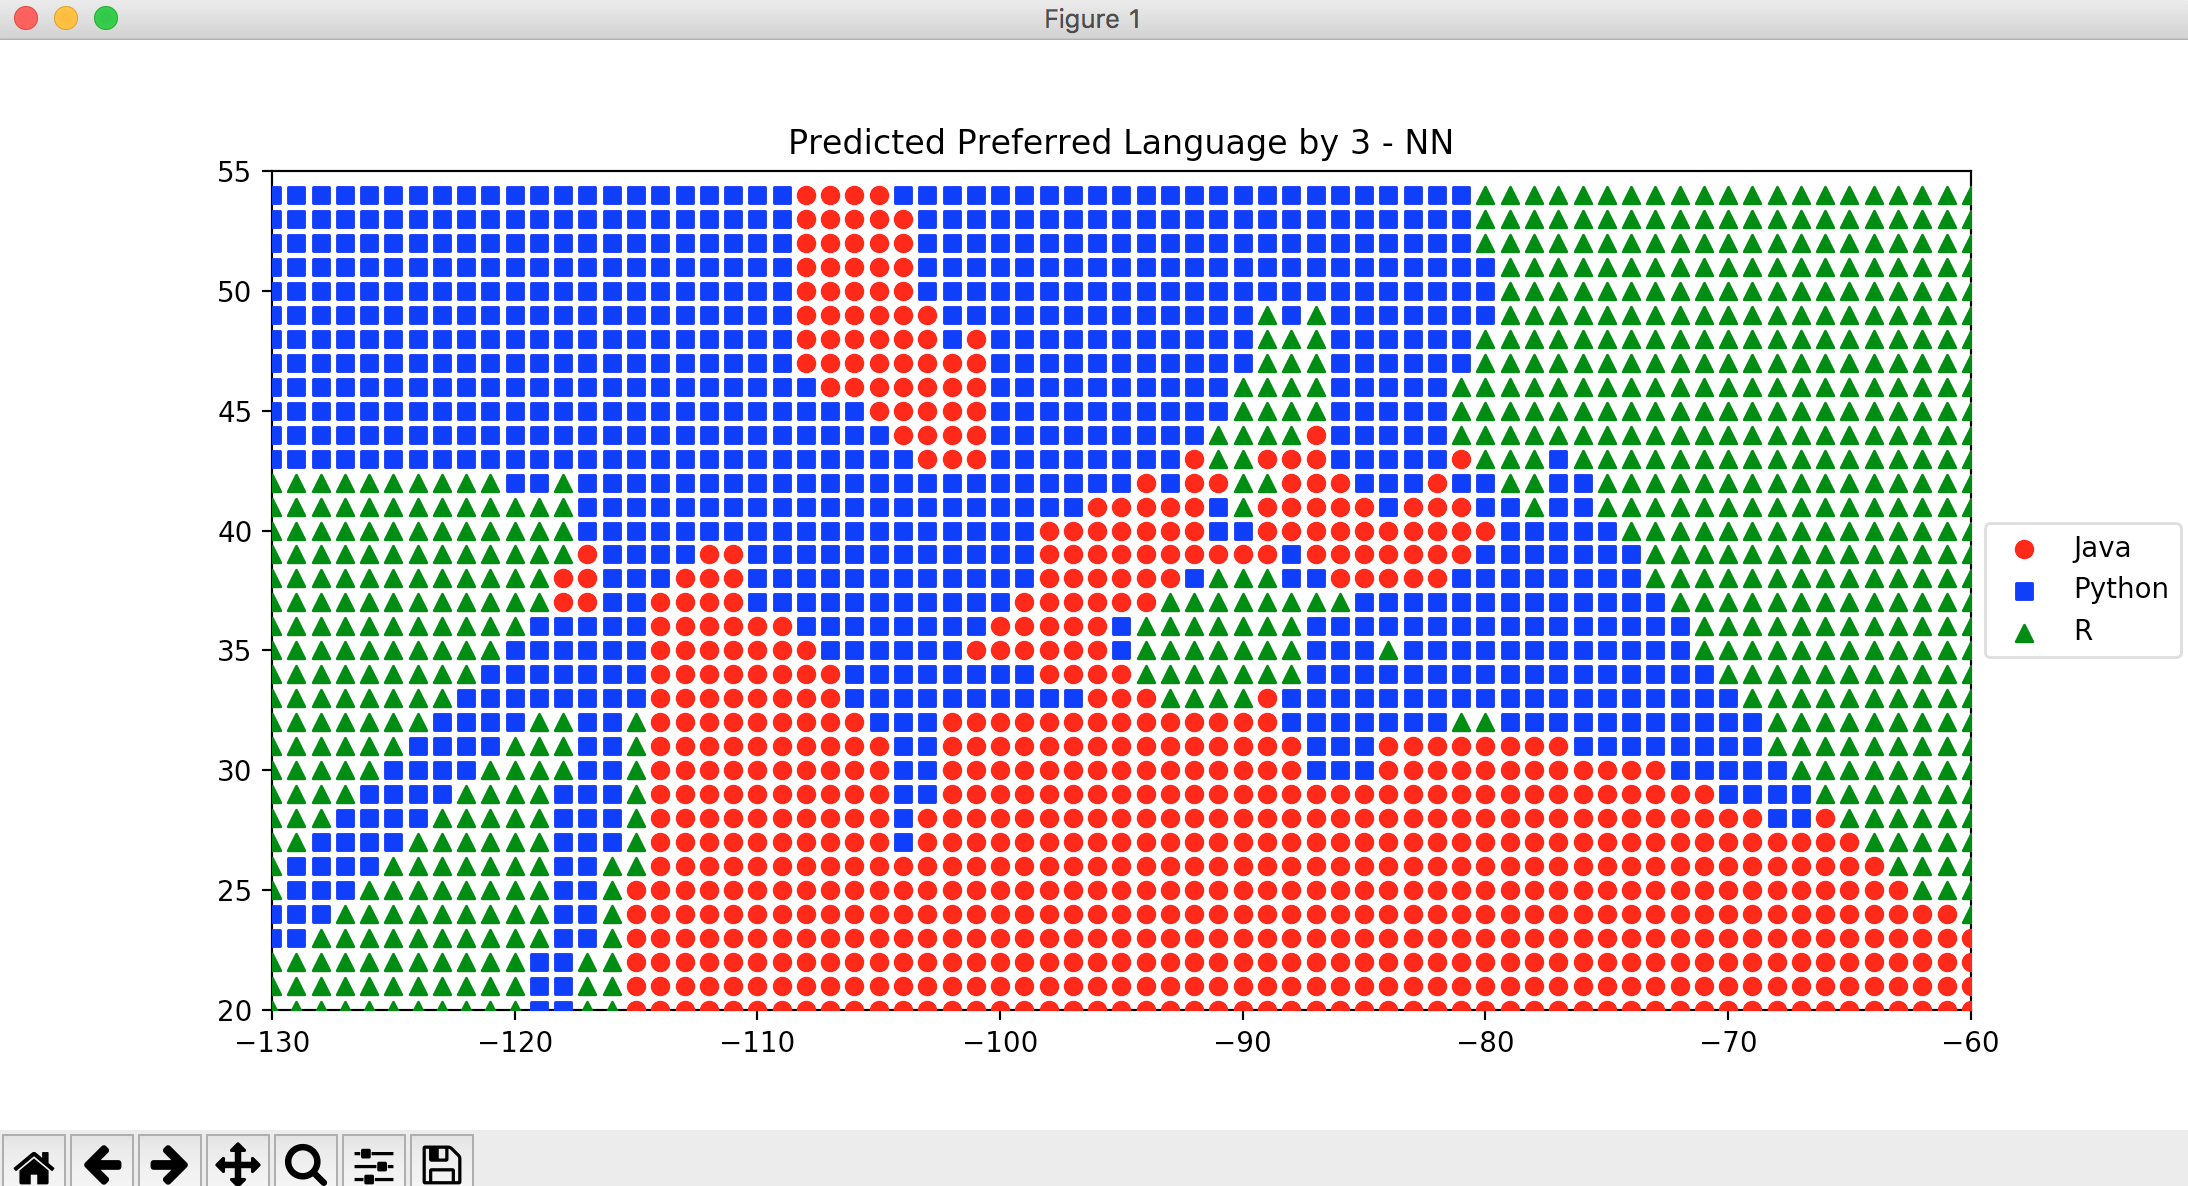 Figure 1
Predicted Preferred Language by 3 - NN
55
50
45
40
35
30
25
20
−130 −120 −110 −100 −90 −80 −70 −60
Java
Python
R